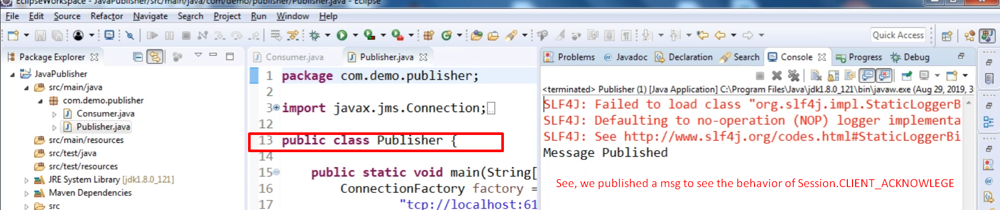 EclipseWorkspace - JavaPublisher/src/main/java/com/demo/publisher/Publisher.java - Eclipse
File Edit Source Refactor Navigate Search Project Run Window Help
Quick Access
Package Explorer
JavaPublisher
src/main/java
com.demo.publisher
Consumer.java
Publisher.java
src/main/resources
src/test/java
src/test/resources
JRE System Library [jdk1.8.0_121]
Maven Dependencies
src
Consumer.java Publisher.java
1 package com.demo.publisher;
2
3 import javax.jms.Connection;
12
13 public class Publisher {
14
15 public static void main(String[
16 ConnectionFactory factory =
17 "tcp://localhost:61
Problems @ Javadoc Declaration Search Console Progress Debug
<terminated> Publisher (1) [Java Application] C:\Program Files\Java\jdk1.8.0_121\bin\javaw.exe (Aug 29, 2019, 3:
SLF4J: Failed to load class "org.slf4j.impl.StaticLoggerB
SLF4J: Defaulting to no-operation (NOP) logger implementa
SLF4J: See http://www.slf4j.org/codes.html#StaticLoggerBi
Message Published
See, we published a msg to see the behavior of Session.CLIENT_ACKNOWLEGE